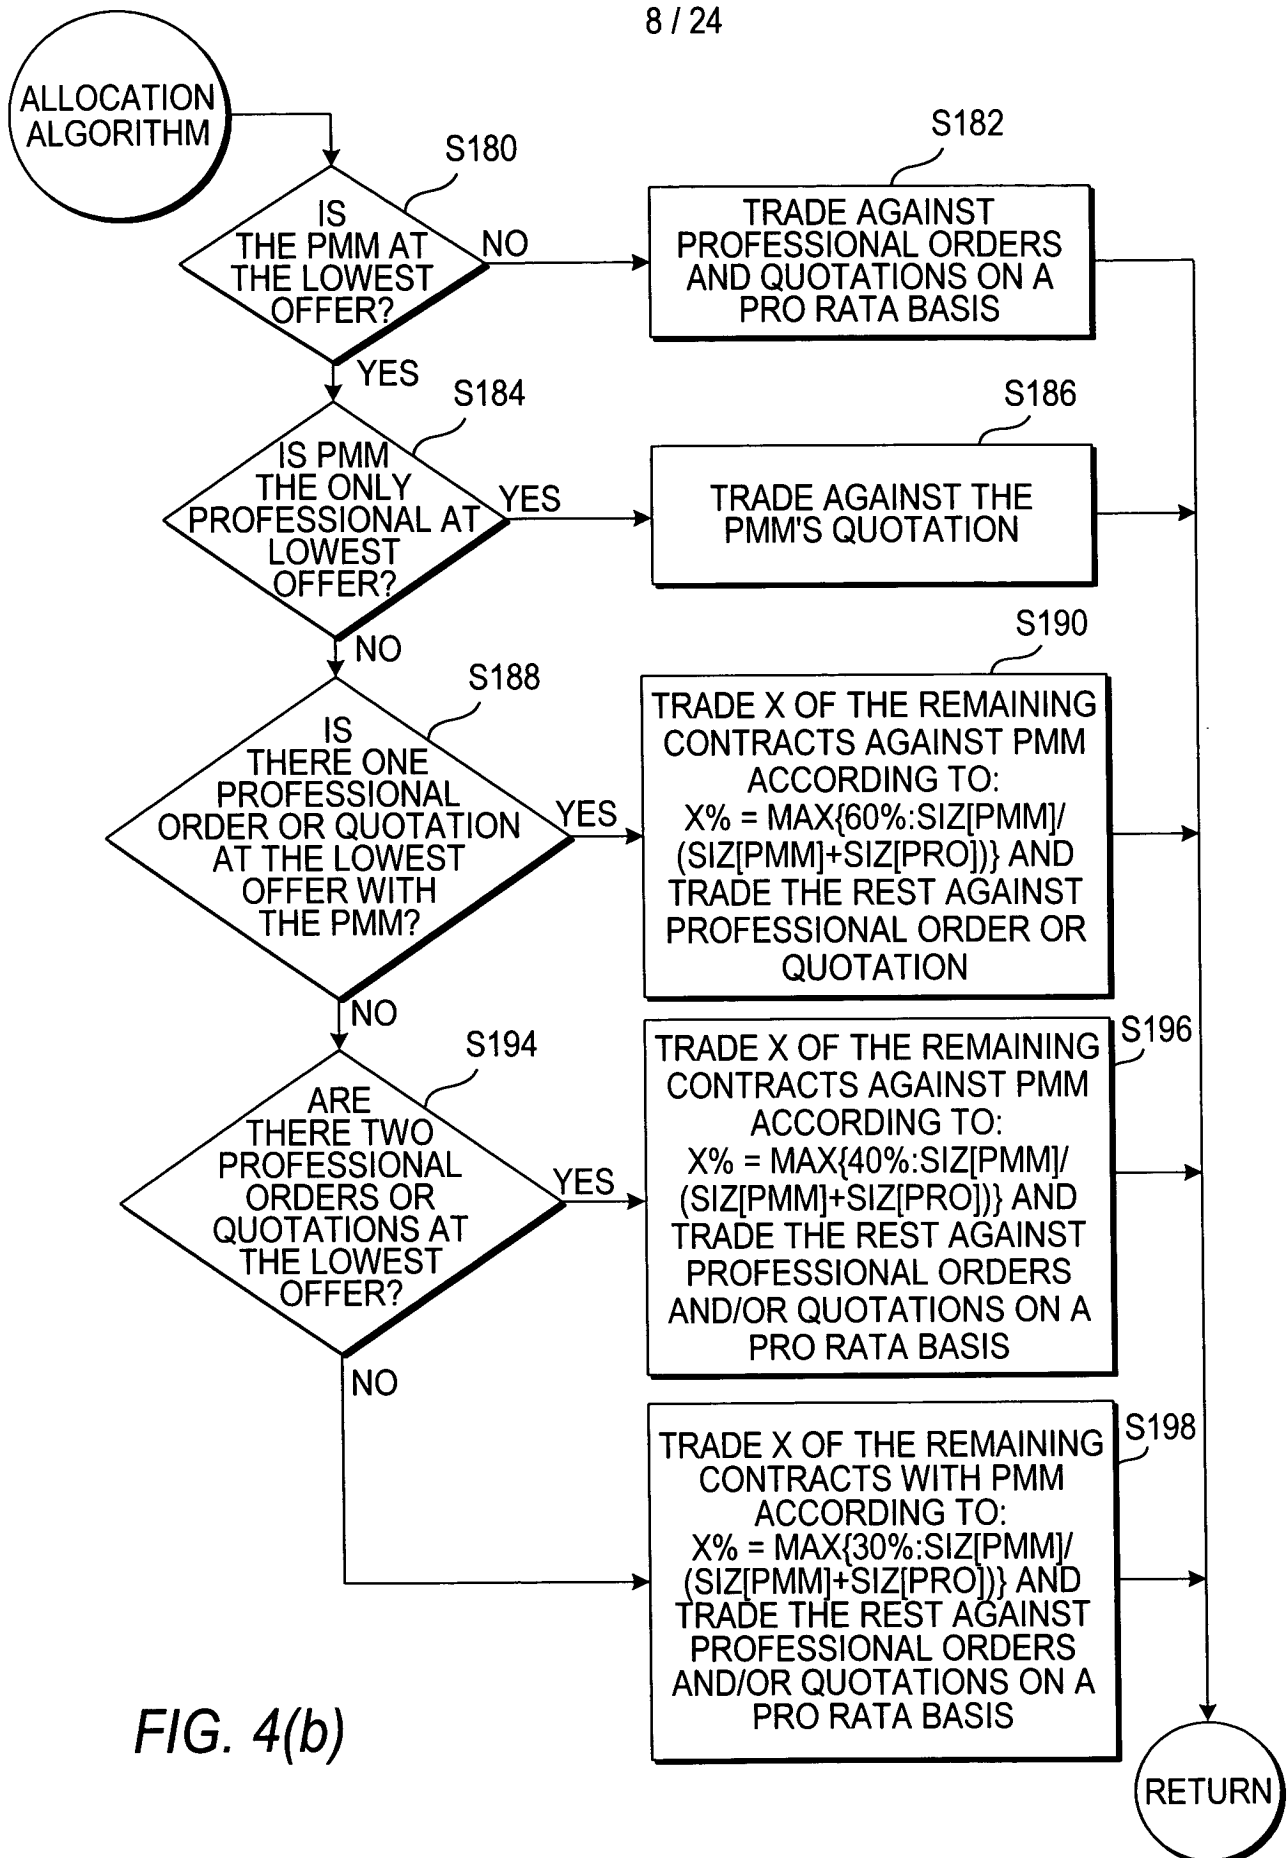 8 / 24
ALLOCATION
ALGORITHM
S180
IS
THE PMM AT
THE LOWEST
OFFER?
NO
YES
S182
TRADE AGAINST
PROFESSIONAL ORDERS
AND QUOTATIONS ON A
PRO RATA BASIS
S184
IS PMM
THE ONLY
PROFESSIONAL AT
LOWEST
OFFER?
YES
NO
S186
TRADE AGAINST THE
PMM'S QUOTATION
S188
IS
THERE ONE
PROFESSIONAL
ORDER OR QUOTATION
AT THE LOWEST
OFFER WITH
THE PMM?
YES
NO
S190
TRADE X OF THE REMAINING
CONTRACTS AGAINST PMM
ACCORDING TO:
X% = MAX{60%:SIZ[PMM]/
(SIZ[PMM]+SIZ[PRO])} AND
TRADE THE REST AGAINST
PROFESSIONAL ORDER OR
QUOTATION
S194
ARE
THERE TWO
PROFESSIONAL
ORDERS OR
QUOTATIONS AT
THE LOWEST
OFFER?
YES
NO
S196
TRADE X OF THE REMAINING
CONTRACTS AGAINST PMM
ACCORDING TO:
X% = MAX{40%:SIZ[PMM]/
(SIZ[PMM]+SIZ[PRO])} AND
TRADE THE REST AGAINST
PROFESSIONAL ORDERS
AND/OR QUOTATIONS ON A
PRO RATA BASIS
S198
TRADE X OF THE REMAINING
CONTRACTS WITH PMM
ACCORDING TO:
X% = MAX{30%:SIZ[PMM]/
(SIZ[PMM]+SIZ[PRO])} AND
TRADE THE REST AGAINST
PROFESSIONAL ORDERS
AND/OR QUOTATIONS ON A
PRO RATA BASIS
RETURN
FIG. 4(b)